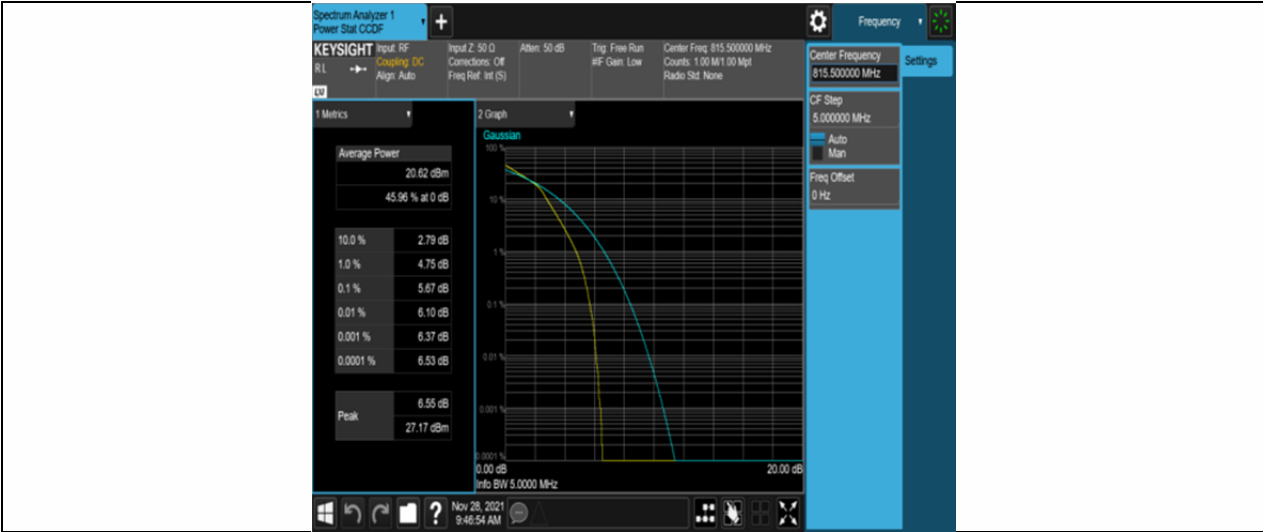 Spectrum Analyzer 1
Power Stat CCDF
Frequency
KEYSIGHT
Input: RF
Coupling: DC
Align: Auto
Input Z: 50 Ω
Corrections: Off
Freq Ref: Int (S)
Atten: 50 dB
Trig: Free Run
#IF Gain: Low
Center Freq: 815.500000 MHz
Counts: 1.00 M/1.00 Mpt
Radio Std: None
R L
LV
Center Frequency
815.500000 MHz
Settings
CF Step
5.000000 MHz
Auto
Man
Freq Offset
0 Hz
1 Metrics
Average Power
20.62 dBm
45.96 % at 0 dB
10.0 % 2.79 dB
1.0 % 4.75 dB
0.1 % 5.67 dB
0.01 % 6.10 dB
0.001 % 6.37 dB
0.0001 % 6.53 dB
Peak
6.55 dB
27.17 dBm
2 Graph
Gaussian
100 %
10 %
1 %
0.1 %
0.01 %
0.001 %
0.0001 %
0.00 dB
20.00 dB
Info BW 5.0000 MHz
?
Nov 28, 2021
9:46:54 AM